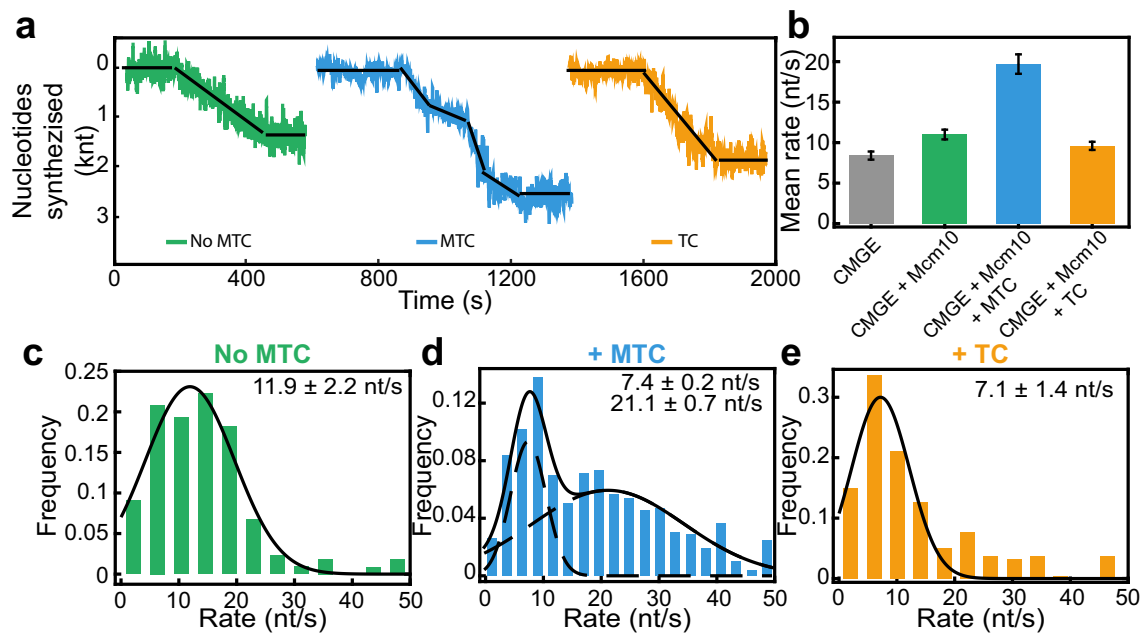 a
Nucleotides
synthezised
(knt)
0
1
2
3
No MTC
MTC
TC
0
400
800
1200
1600
2000
Time (s)
b
Mean rate (nt/s)
20
15
10
5
0
CMGE
CMGE + Mcm10
CMGE + Mcm10
+ MTC
CMGE + Mcm10
+ TC
c
No MTC
11.9 ± 2.2 nt/s
Frequency
0.25
0.2
0.15
0.1
0.05
0
0 10 20 30 40 50
Rate (nt/s)
d
+ MTC
7.4 ± 0.2 nt/s
21.1 ± 0.7 nt/s
Frequency
0.12
0.08
0.04
0
0 10 20 30 40 50
Rate (nt/s)
e
+ TC
7.1 ± 1.4 nt/s
Frequency
0.3
0.2
0.1
0
0 10 20 30 40 50
Rate (nt/s)